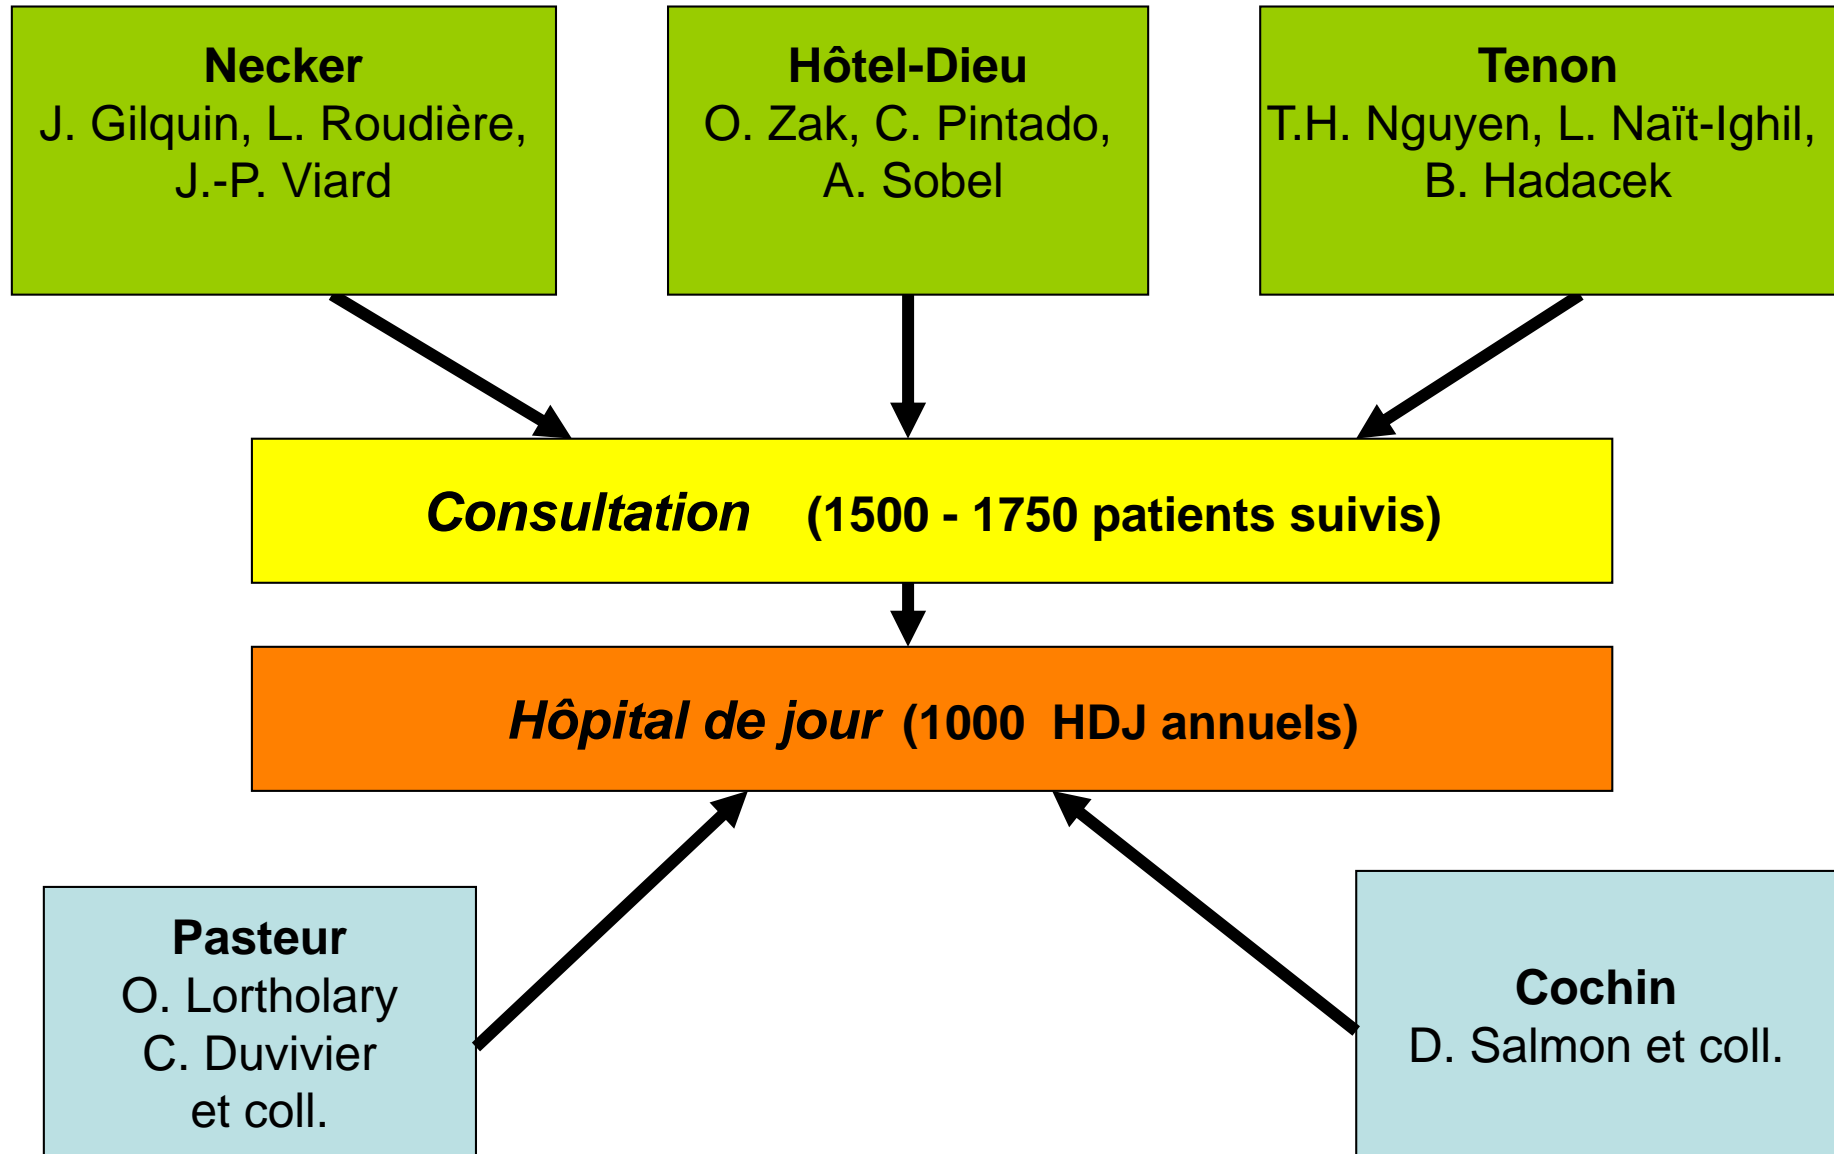 Necker
J. Gilquin, L. Roudière,
J.-P. Viard
Hôtel-Dieu
O. Zak, C. Pintado,
A. Sobel
Tenon
T.H. Nguyen, L. Naït-Ighil,
B. Hadacek
Consultation (1500 - 1750 patients suivis)
Hôpital de jour (1000 HDJ annuels)
Pasteur
O. Lortholary
C. Duvivier
et coll.
Cochin
D. Salmon et coll.